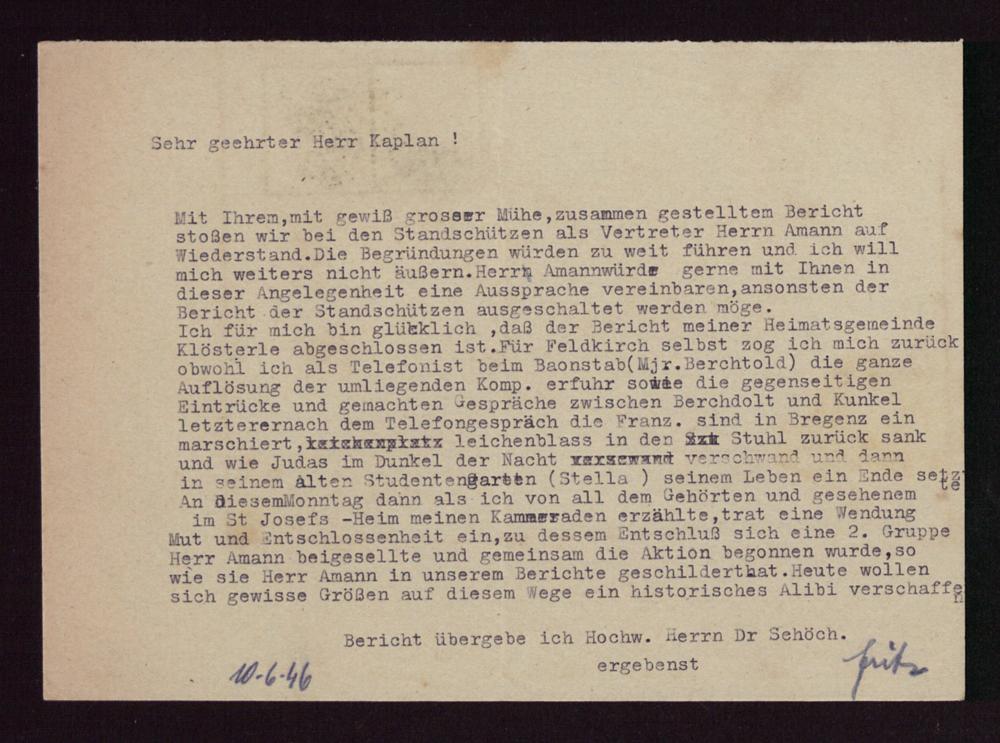 Sehr geehrter Herr Kaplan !
Mit Ihrem,mit gewiß grosser Mühe,zusammen gestelltem Bericht
stoßen wir bei den Standschützen als Vertreter Herrn Amann auf
Wiederstand.Die Begründungen würden zu weit führen und ich will
mich weiters nicht äußern.Herrn Amannwürde gerne mit Ihnen in
dieser Angelegenheit eine Aussprache vereinbaren,ansonsten der
Bericht der Standschützen ausgeschaltet werden möge.
Ich für mich bin glücklich ,daß der Bericht meiner Heimatsgemeinde
Klösterle abgeschlossen ist.Für Feldkirch selbst zog ich mich zurück
obwohl ich als Telefonist beim Baonstab(Mjr.Berchtold) die ganze
Auflösung der umliegenden Komp. erfuhr sowie die gegenseitigen
Eintrücke und gemachten Gespräche zwischen Berchdolt und Kunkel
letzterernach dem Telefongespräch die Franz. sind in Bregenz ein
marschiert, leichenblass in den Stuhl zurück sank
und wie Judas im Dunkel der Nacht verschwand und dann
in seinem alten Studentengarten (Stella ) seinem Leben ein Ende setzte
An diesemMonntag dann als ich von all dem Gehörten und gesehenem
im St Josefs -Heim meinen Kammeraden erzählte,trat eine Wendung
Mut und Entschlossenheit ein,zu dessem Entschluß sich eine 2. Gruppe
Herr Amann beigesellte und gemeinsam die Aktion begonnen wurde,so
wie sie Herr Amann in unserem Berichte geschilderthat.Heute wollen
sich gewisse Größen auf diesem Wege ein historisches Alibi verschaffen
Bericht übergebe ich Hochw. Herrn Dr Schöch.
ergebenst
10-6-46 fritz